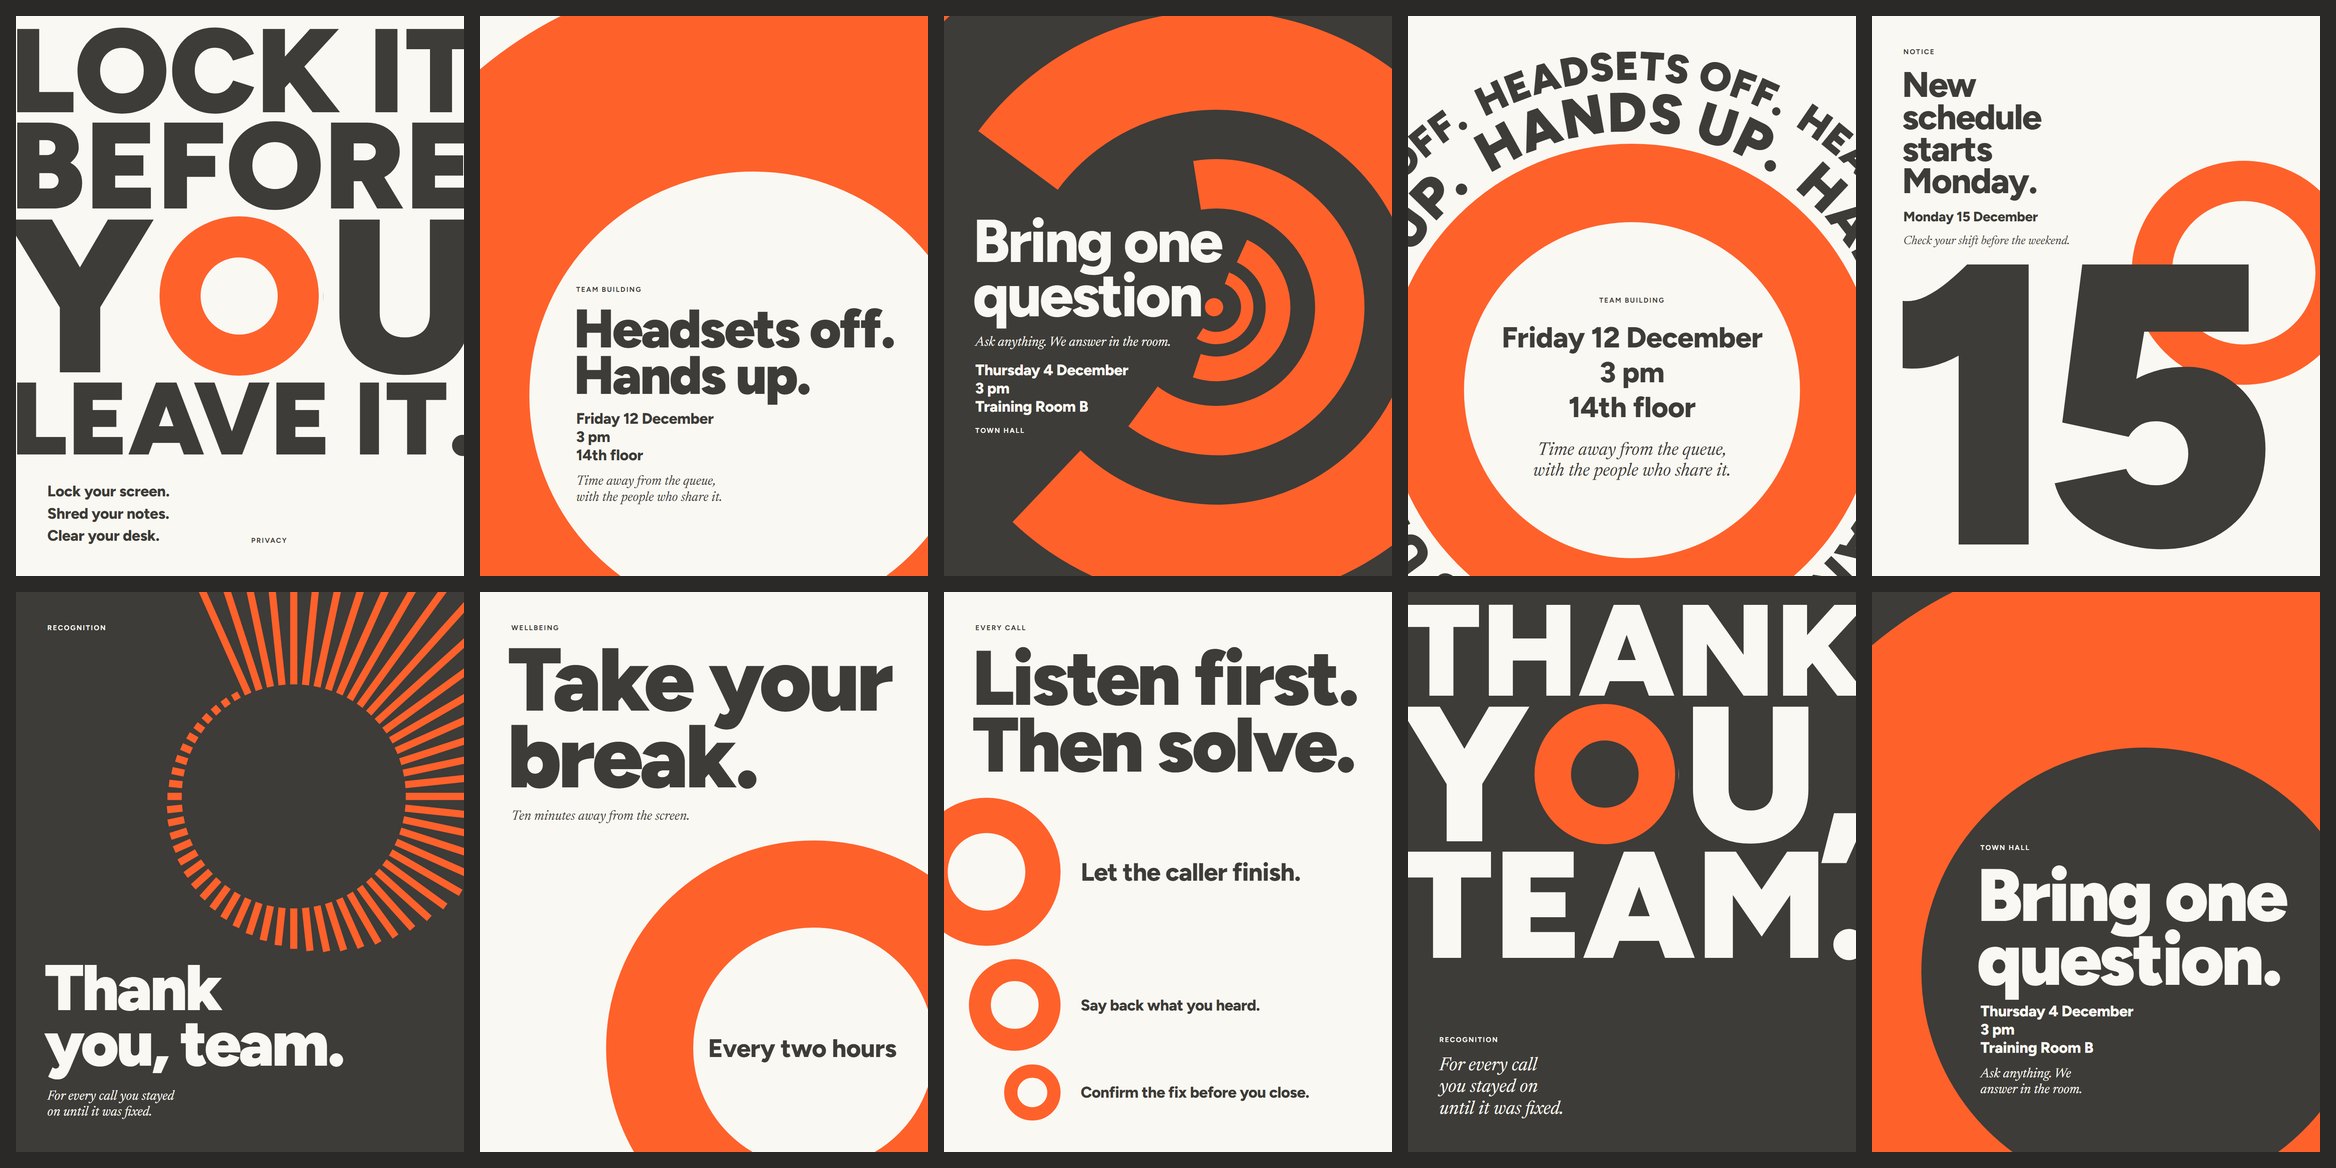 LOCK IT
BEFORE
YOU
LEAVE IT.
Lock your screen.
Shred your notes.
Clear your desk.
PRIVACY
TEAM BUILDING
Headsets off.
Hands up.
Friday 12 December
3 pm
14th floor
Time away from the queue,
with the people who share it.
Bring one
question.
Ask anything. We answer in the room.
Thursday 4 December
3 pm
Training Room B
TOWN HALL
OFF. HEADSETS OFF. HEA
UP. HANDS UP. HA
TEAM BUILDING
Friday 12 December
3 pm
14th floor
Time away from the queue,
with the people who share it.
NOTICE
New
schedule
starts
Monday.
Monday 15 December
Check your shift before the weekend.
15
RECOGNITION
Thank
you, team.
For every call you stayed
on until it was fixed.
WELLBEING
Take your
break.
Ten minutes away from the screen.
Every two hours
EVERY CALL
Listen first.
Then solve.
Let the caller finish.
Say back what you heard.
Confirm the fix before you close.
THANK
YOU,
TEAM.
RECOGNITION
For every call
you stayed on
until it was fixed.
TOWN HALL
Bring one
question.
Thursday 4 December
3 pm
Training Room B
Ask anything. We
answer in the room.